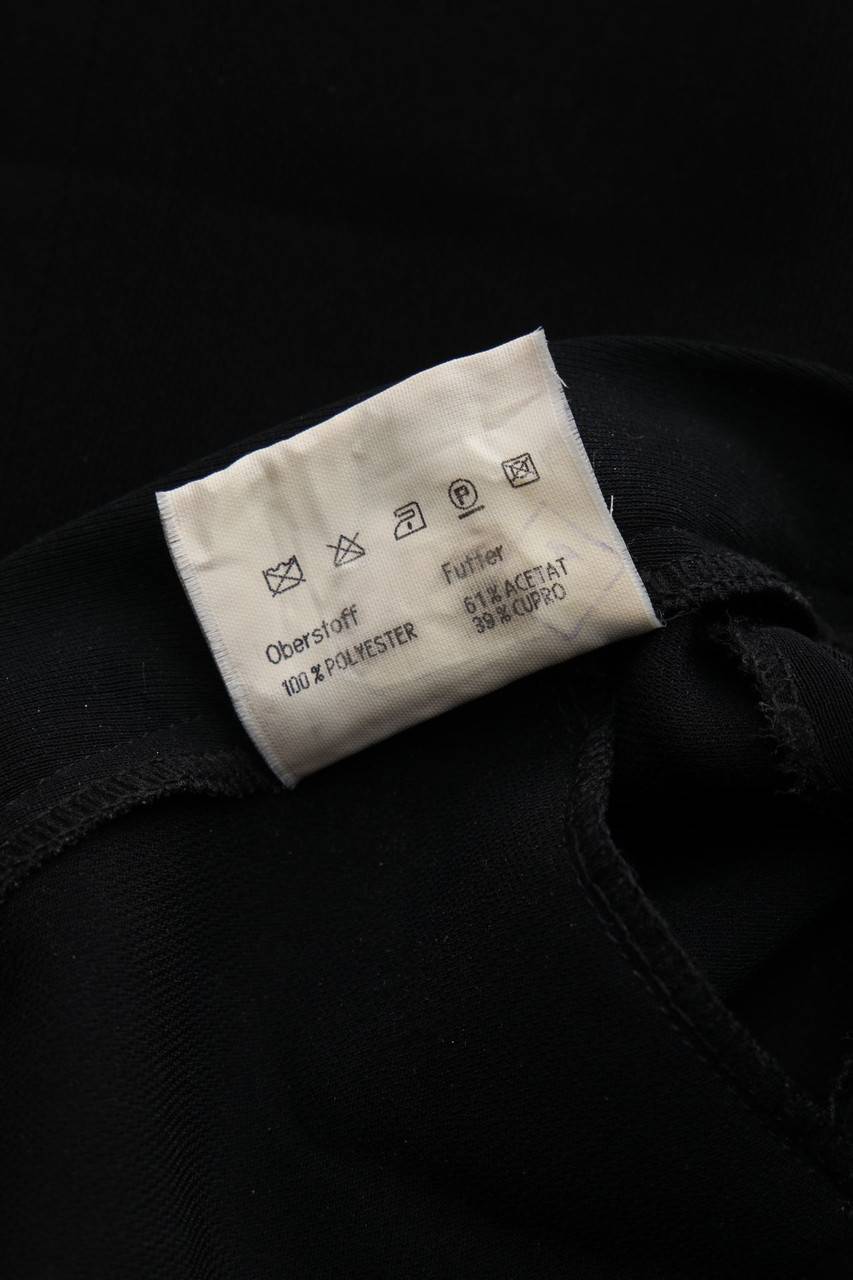 P
Oberstoff
100% POLYESTER
Futter
61% ACETAT
39% CUPRO